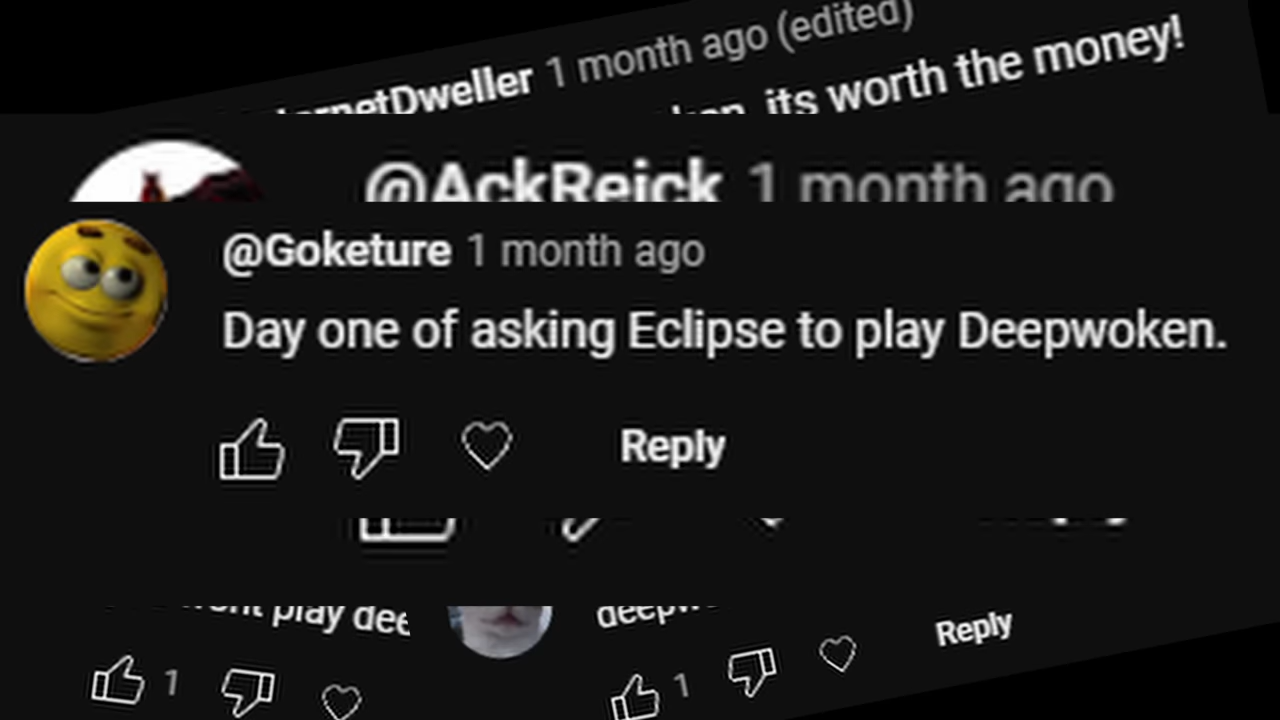 1 month ago (edited)
its worth the money!
@AckReick 1 month ago
@Goketure 1 month ago
Day one of asking Eclipse to play Deepwoken.
Reply
play
1
Reply
1